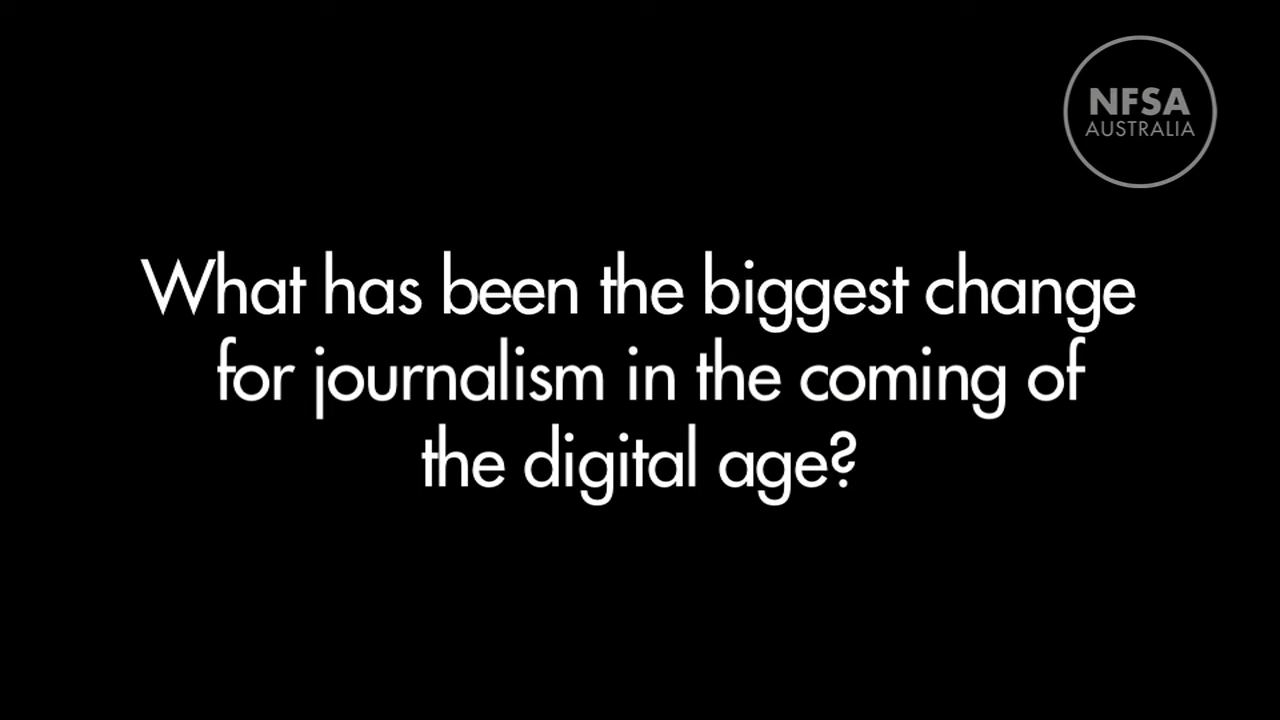 NFSA
AUSTRALIA
What has been the biggest change
for journalism in the coming of
the digital age?